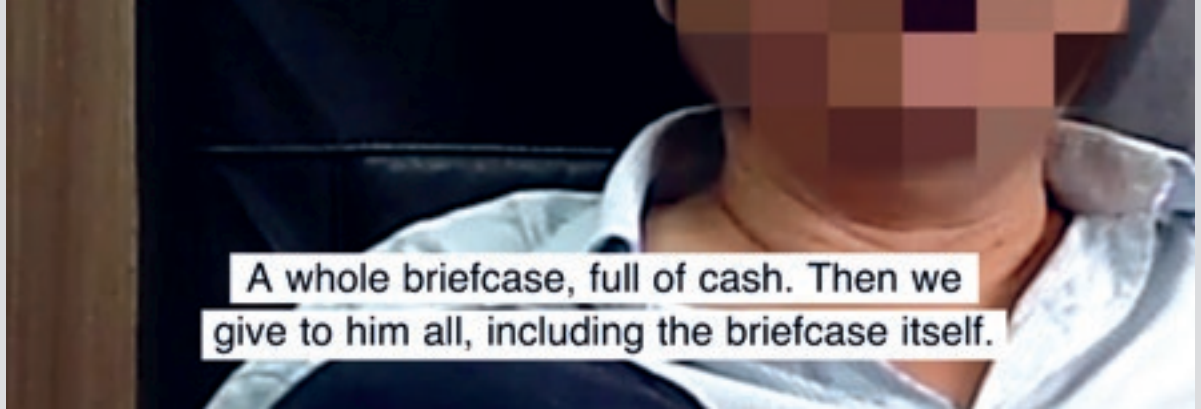 A whole briefcase, full of cash. Then we
give to him all, including the briefcase itself.